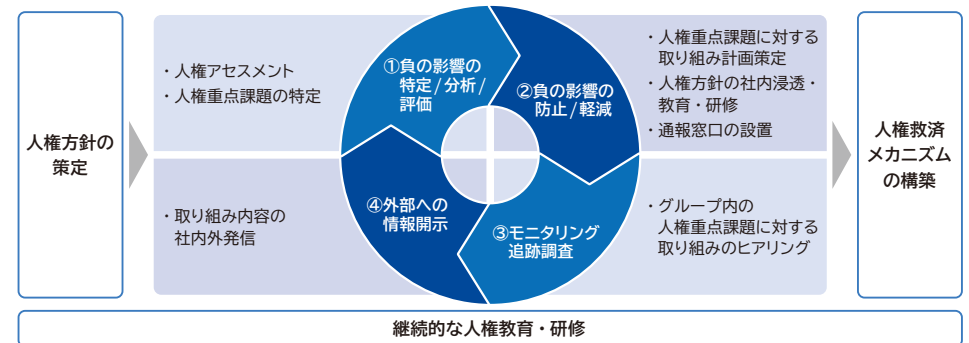 人権方針の
策定
・人権アセスメント
・人権重点課題の特定
①負の影響の
特定/分析/
評価
②負の影響の
防止/軽減
・人権重点課題に対する
取り組み計画策定
・人権方針の社内浸透・
教育・研修
・通報窓口の設置
・取り組み内容の
社内外発信
④外部への
情報開示
③モニタリング
追跡調査
・グループ内の
人権重点課題に対する
取り組みのヒアリング
人権救済
メカニズム
の構築
継続的な人権教育・研修